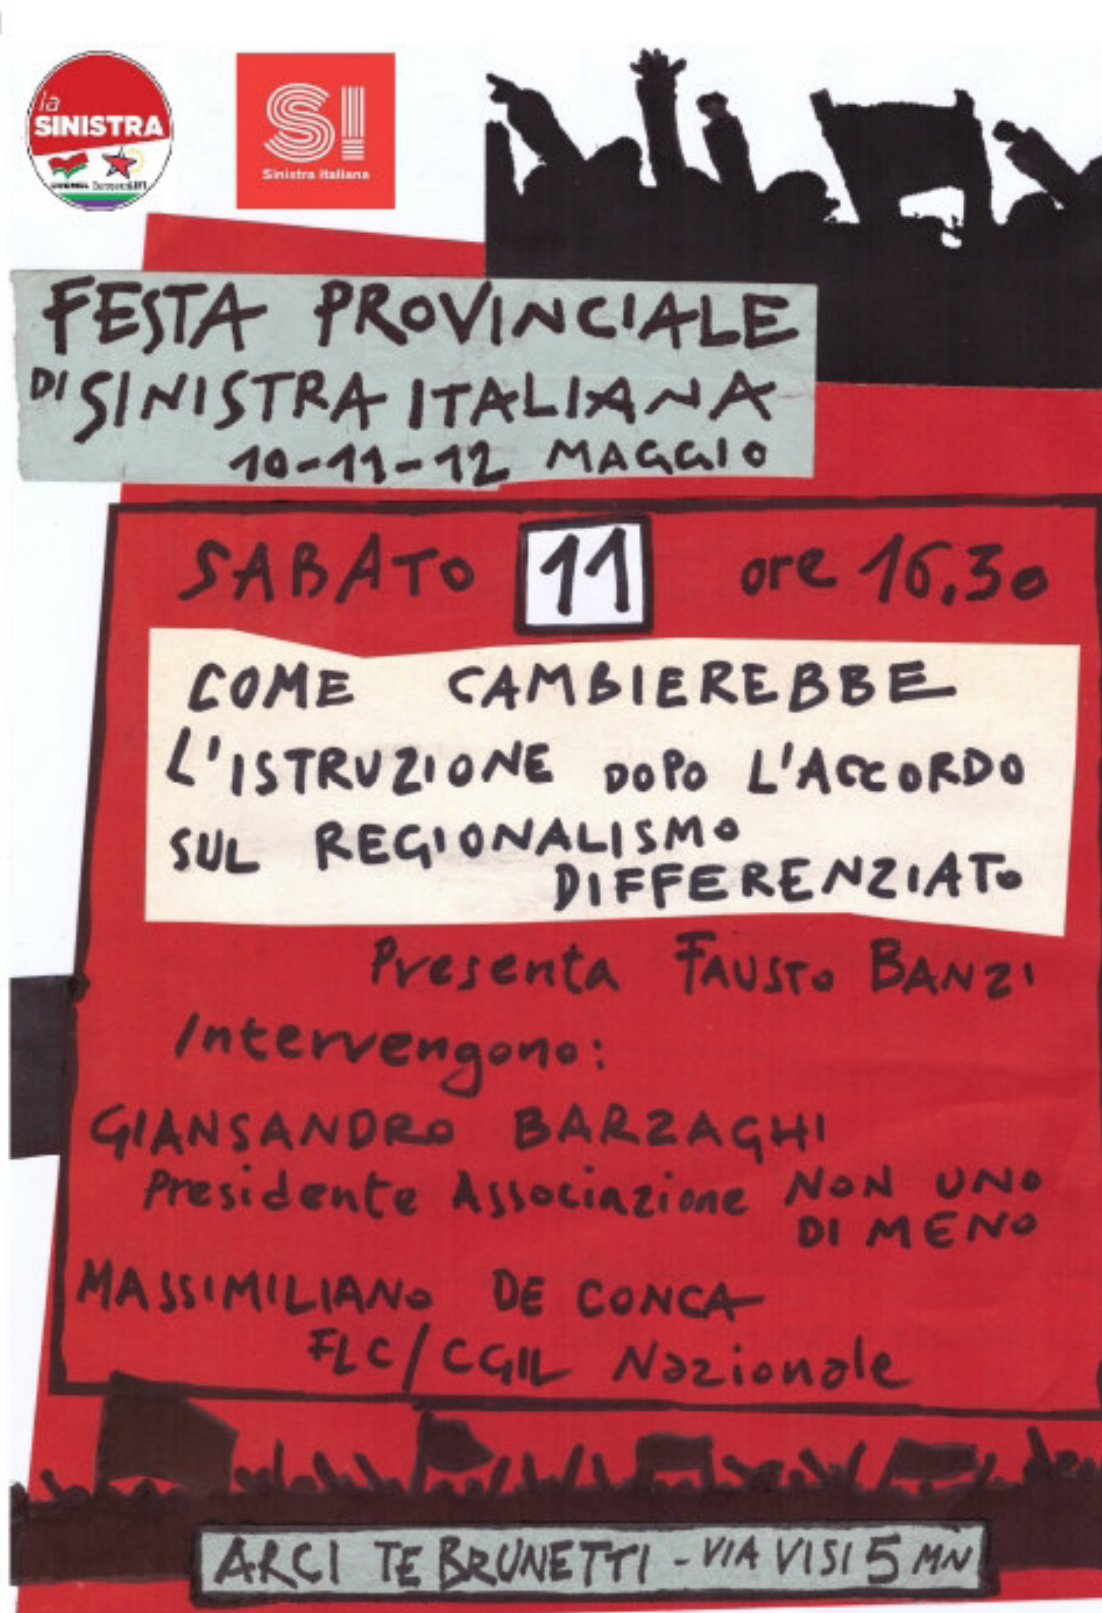 la
SINISTRA
SI
Sinistra Italiana
FESTA PROVINCIALE
DI SINISTRA ITALIANA
10-11-12 MAGGIO
SABATO 11 ore 16,30
COME CAMBIEREBBE
L'ISTRUZIONE DOPO L'ACCORDO
SUL REGIONALISMO
DIFFERENZIATO
Presenta FAUSTO BANZI
Intervengono:
GIANSANDRO BARZAGHI
Presidente Associazione NON UNO
DI MENO
MASSIMILIANO DE CONCA
FLC/CGIL Nazionale
ARCI TE BRUNETTI - VIA VISI 5 MN